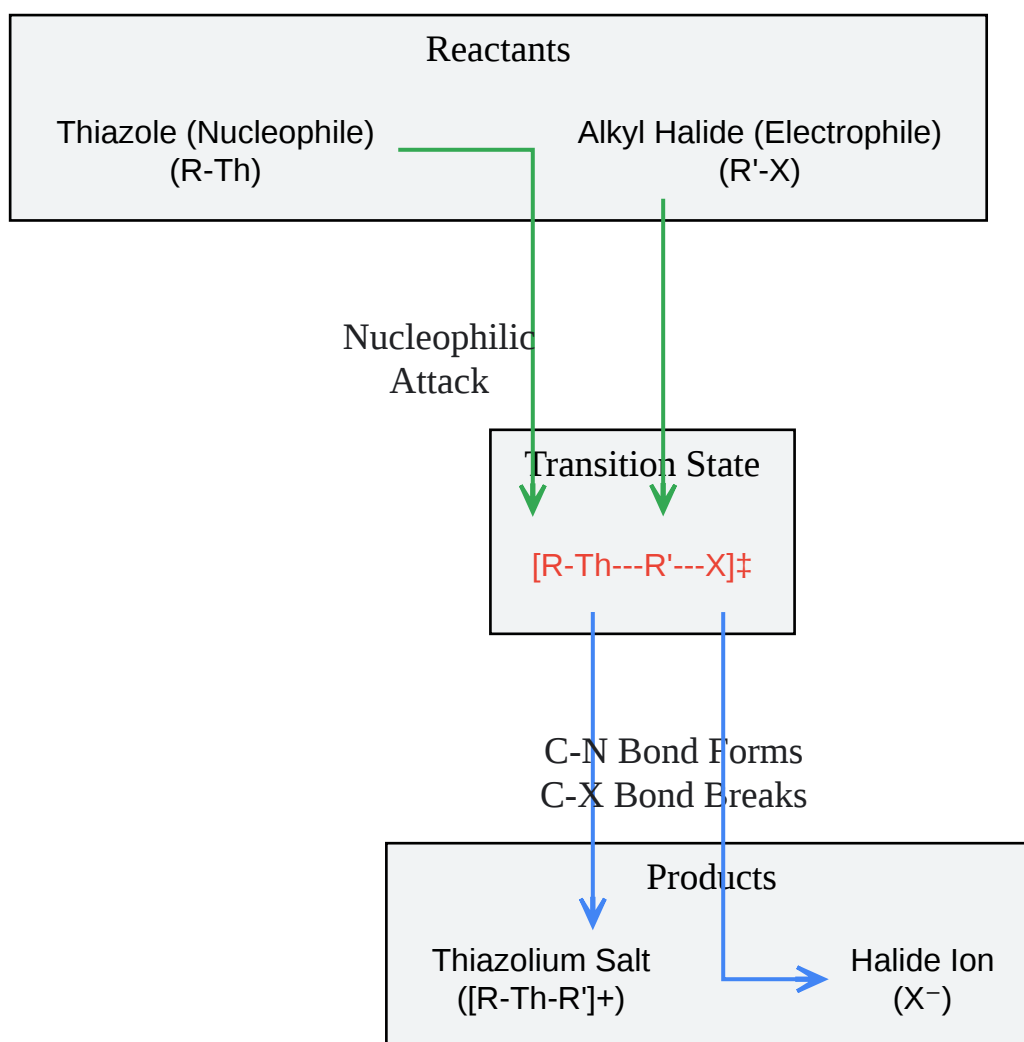 Reactants
Thiazole (Nucleophile)
(R-Th)
Alkyl Halide (Electrophile)
(R'-X)
Nucleophilic
Attack
Transition State
[R-Th---R'---X]‡
C-N Bond Forms
C-X Bond Breaks
Products
Thiazolium Salt
([R-Th-R']+)
Halide Ion
(X⁻)